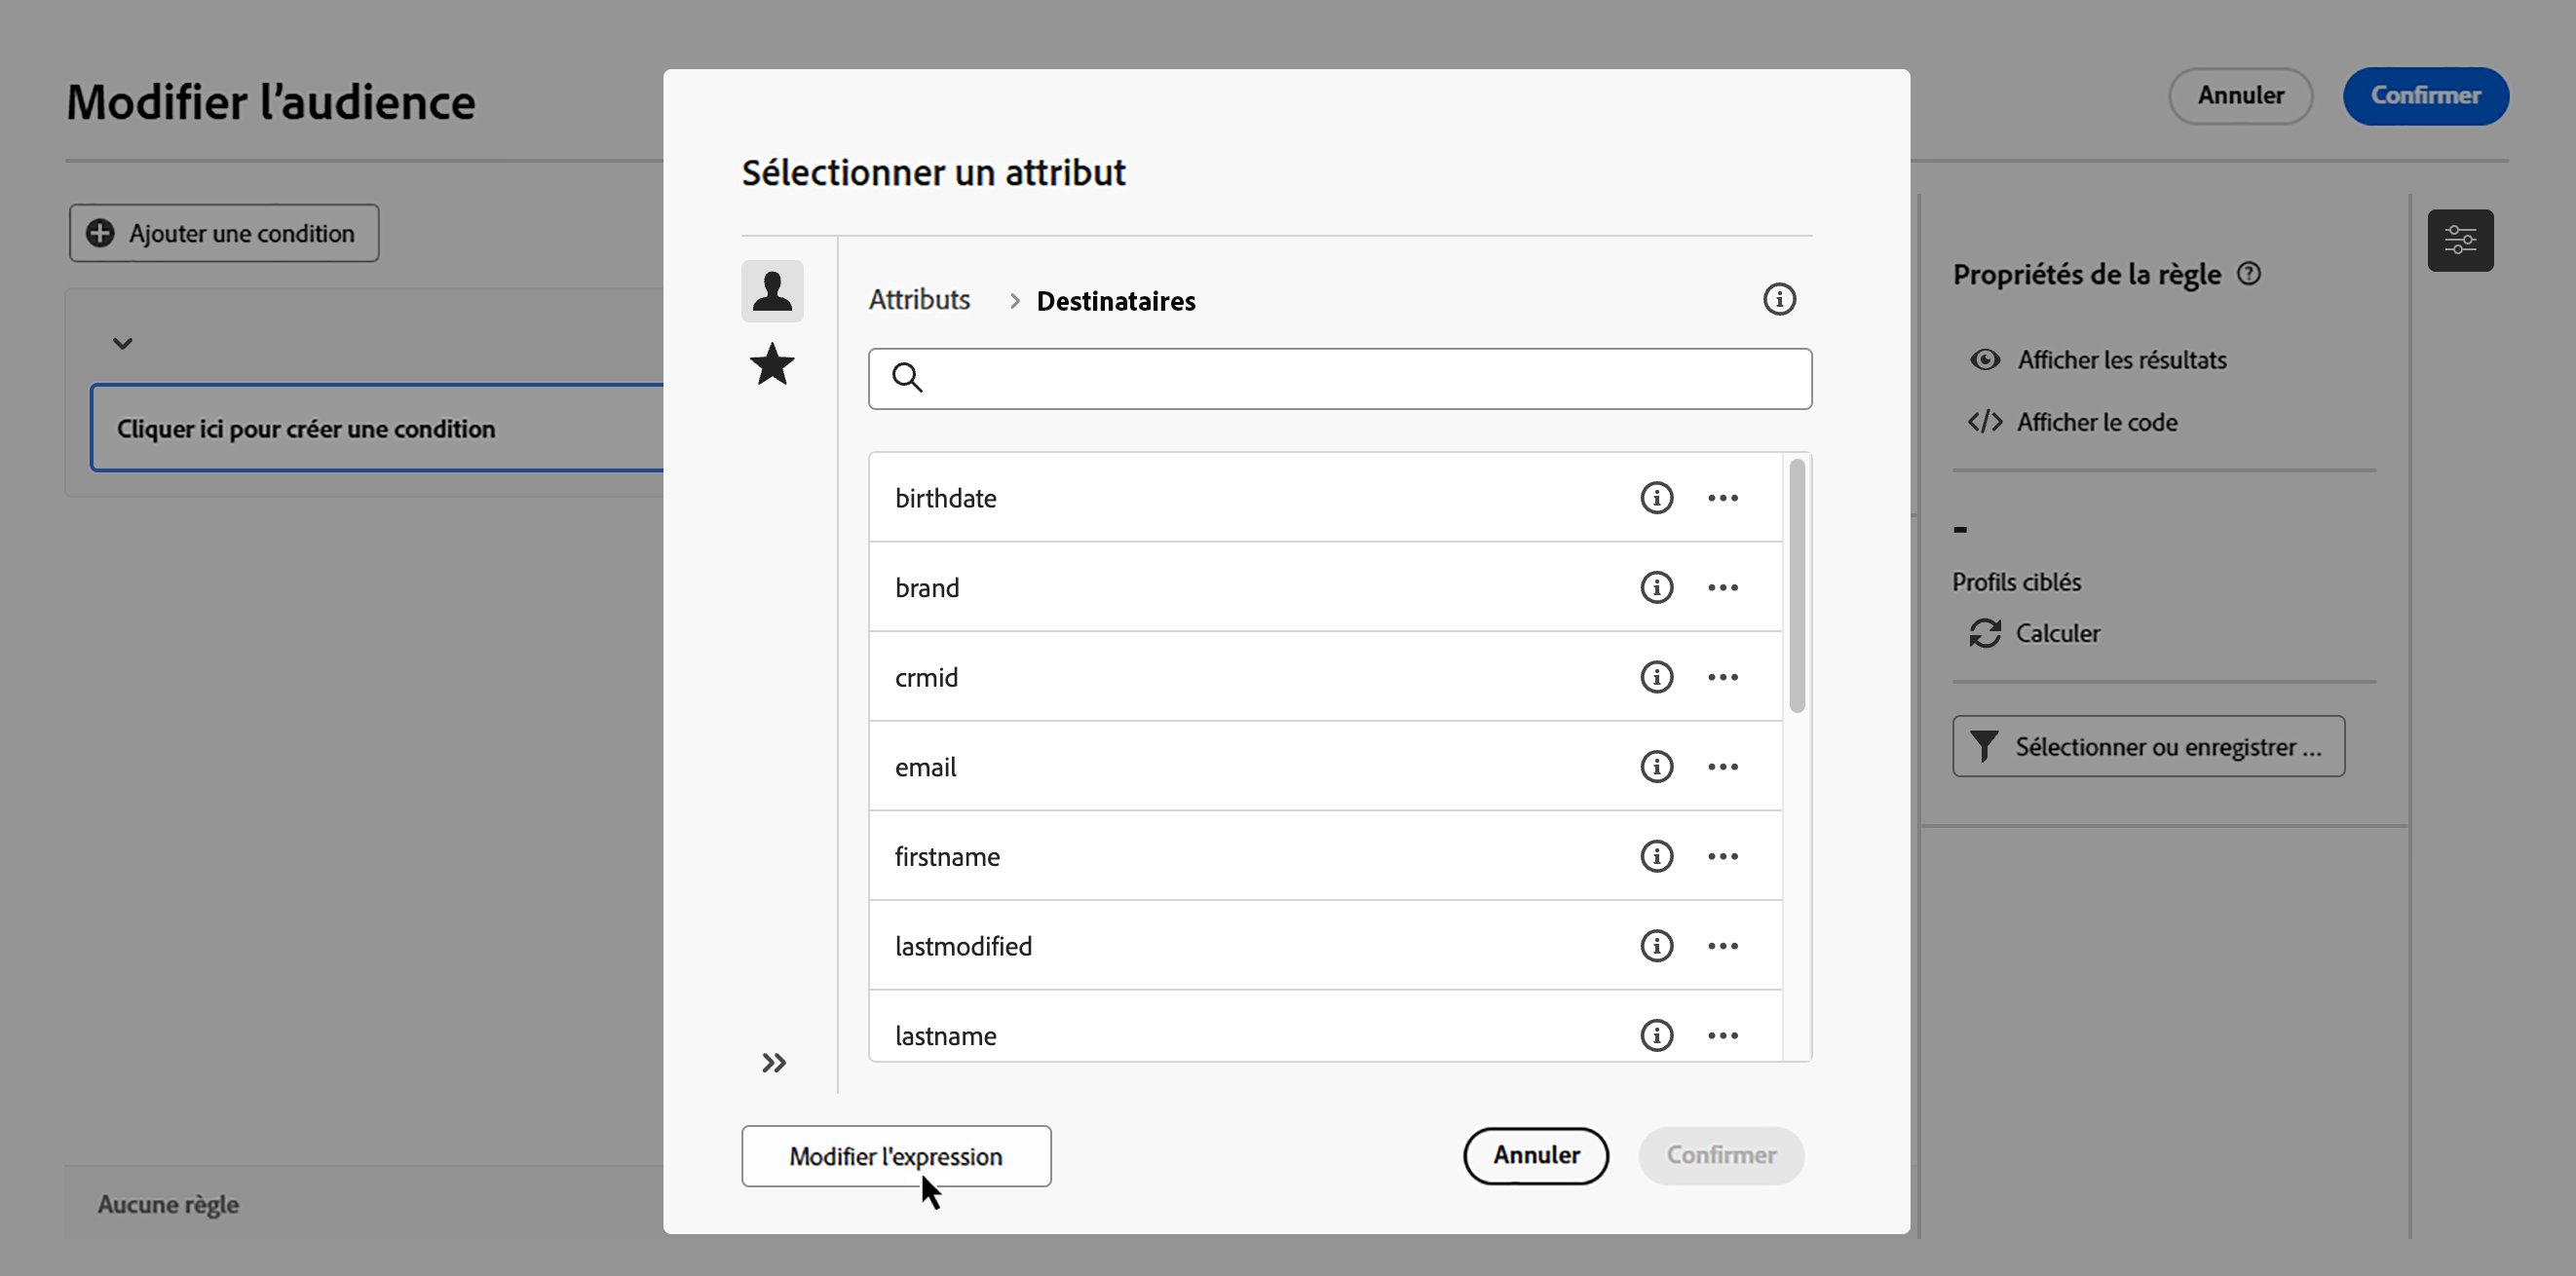 Modifier l’audience
Annuler
Confirmer
Ajouter une condition
Cliquer ici pour créer une condition
Aucune règle
Sélectionner un attribut
Attributs > Destinataires
birthdate
brand
crmid
email
firstname
lastmodified
lastname
Modifier l'expression
Annuler
Confirmer
Propriétés de la règle
Afficher les résultats
Afficher le code
-
Profils ciblés
Calculer
Sélectionner ou enregistrer ...